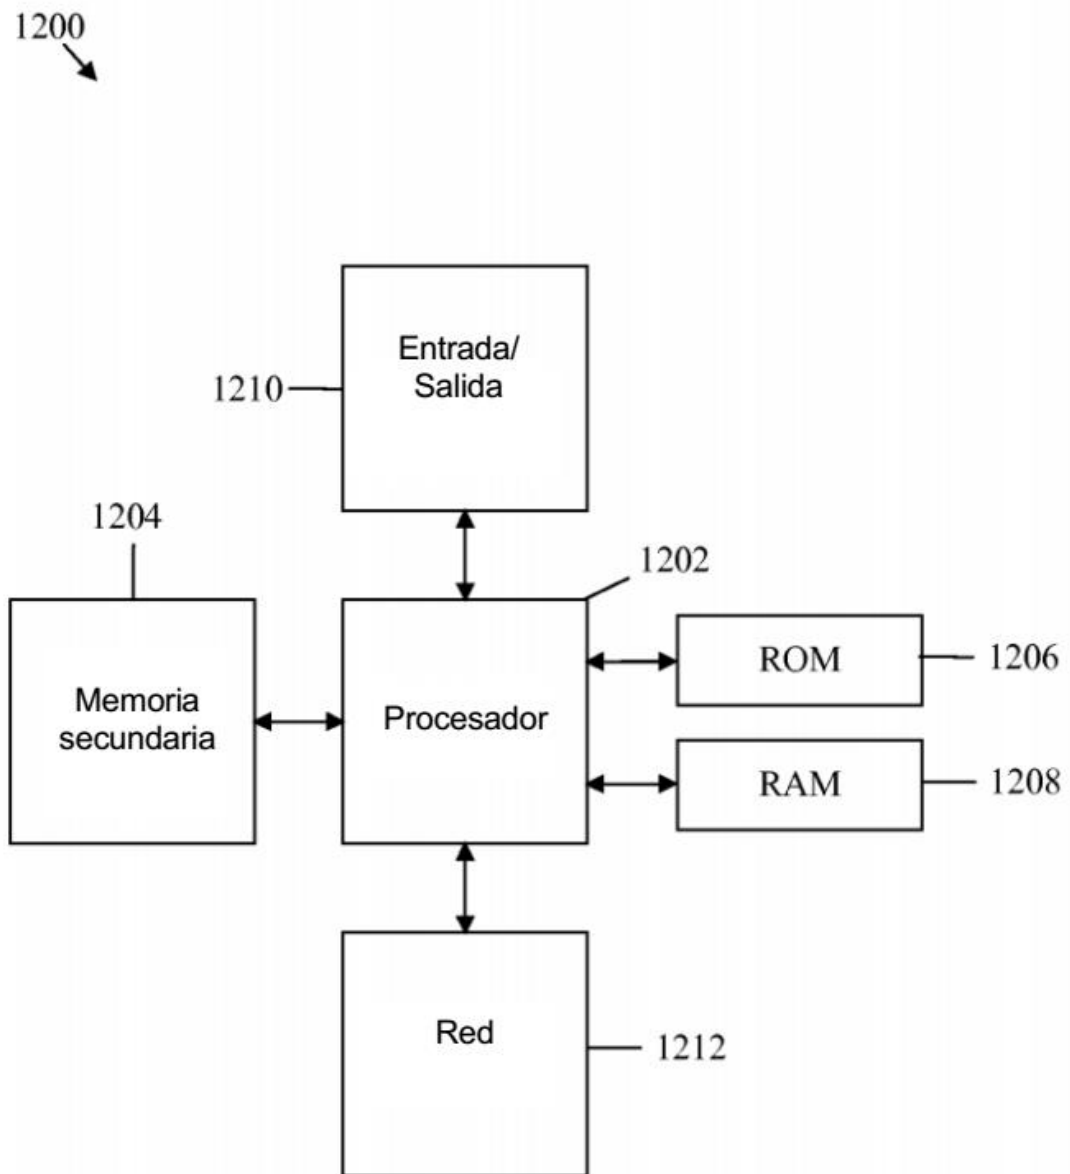 1200
Entrada/
Salida
1210
1204
1202
Memoria
secundaria
Procesador
ROM
1206
RAM
1208
Red
1212